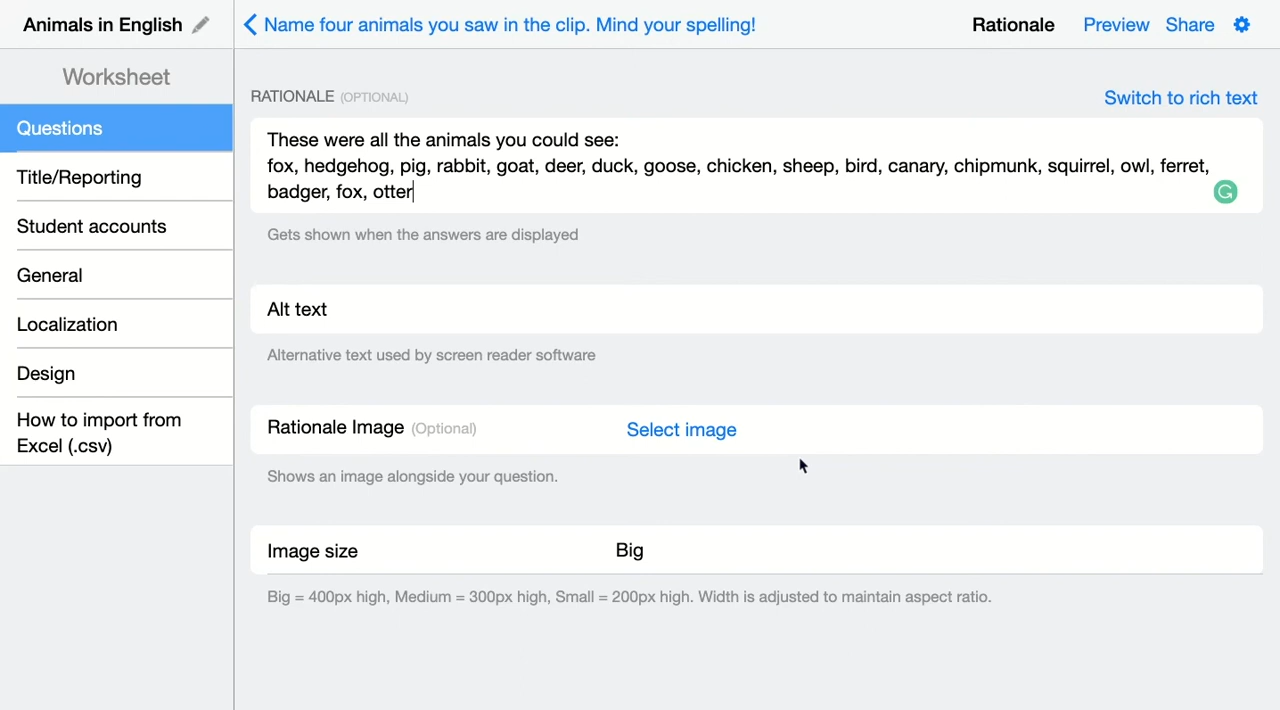 Animals in English
Name four animals you saw in the clip. Mind your spelling!
Rationale
Preview
Share
Worksheet
Questions
Title/Reporting
Student accounts
General
Localization
Design
How to import from
Excel (.csv)
RATIONALE (OPTIONAL)
Switch to rich text
These were all the animals you could see:
fox, hedgehog, pig, rabbit, goat, deer, duck, goose, chicken, sheep, bird, canary, chipmunk, squirrel, owl, ferret,
badger, fox, otter
Gets shown when the answers are displayed
Alt text
Alternative text used by screen reader software
Rationale Image (Optional)
Select image
Shows an image alongside your question.
Image size
Big
Big = 400px high, Medium = 300px high, Small = 200px high. Width is adjusted to maintain aspect ratio.